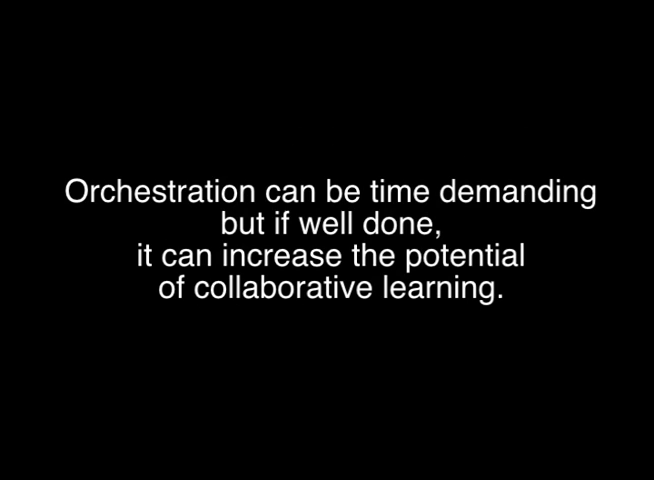 Orchestration can be time demanding
but if well done,
it can increase the potential
of collaborative learning.